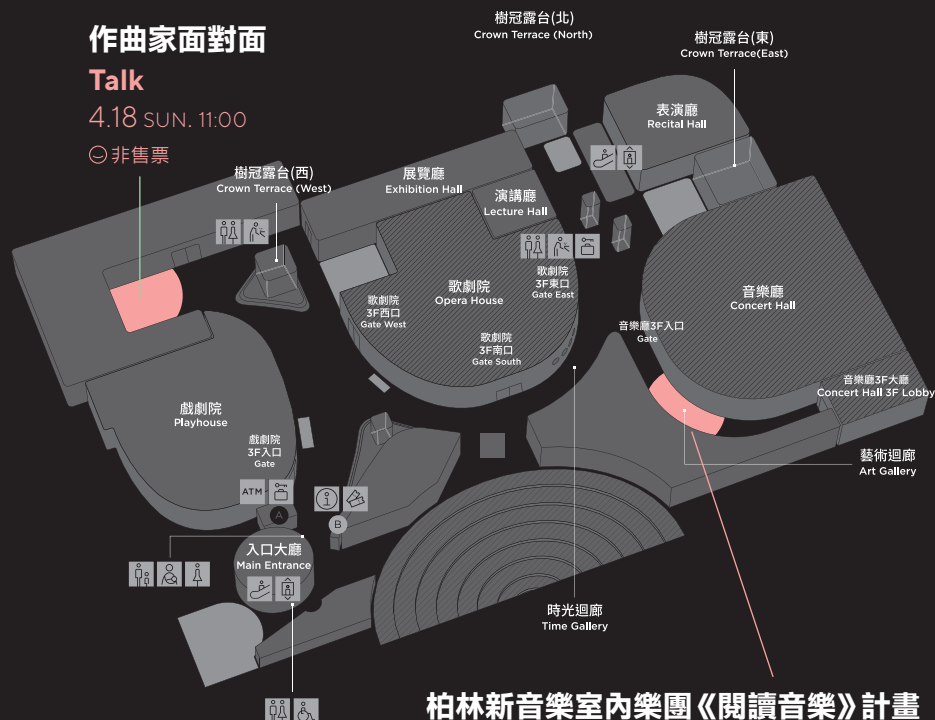 作曲家面對面
Talk
4.18 SUN. 11:00
非售票
樹冠露台(北)
Crown Terrace (North)
樹冠露台(東)
Crown Terrace(East)
表演廳
Recital Hall
樹冠露台(西)
Crown Terrace (West)
展覽廳
Exhibition Hall
演講廳
Lecture Hall
歌劇院
3F東口
Gate East
歌劇院
Opera House
歌劇院
3F西口
Gate West
歌劇院
3F南口
Gate South
音樂廳
Concert Hall
音樂廳3F入口
Gate
音樂廳3F大廳
Concert Hall 3F Lobby
戲劇院
Playhouse
戲劇院
3F入口
Gate
藝術迴廊
Art Gallery
ATM
A
B
入口大廳
Main Entrance
時光迴廊
Time Gallery
柏林新音樂室內樂團《閱讀音樂》計畫